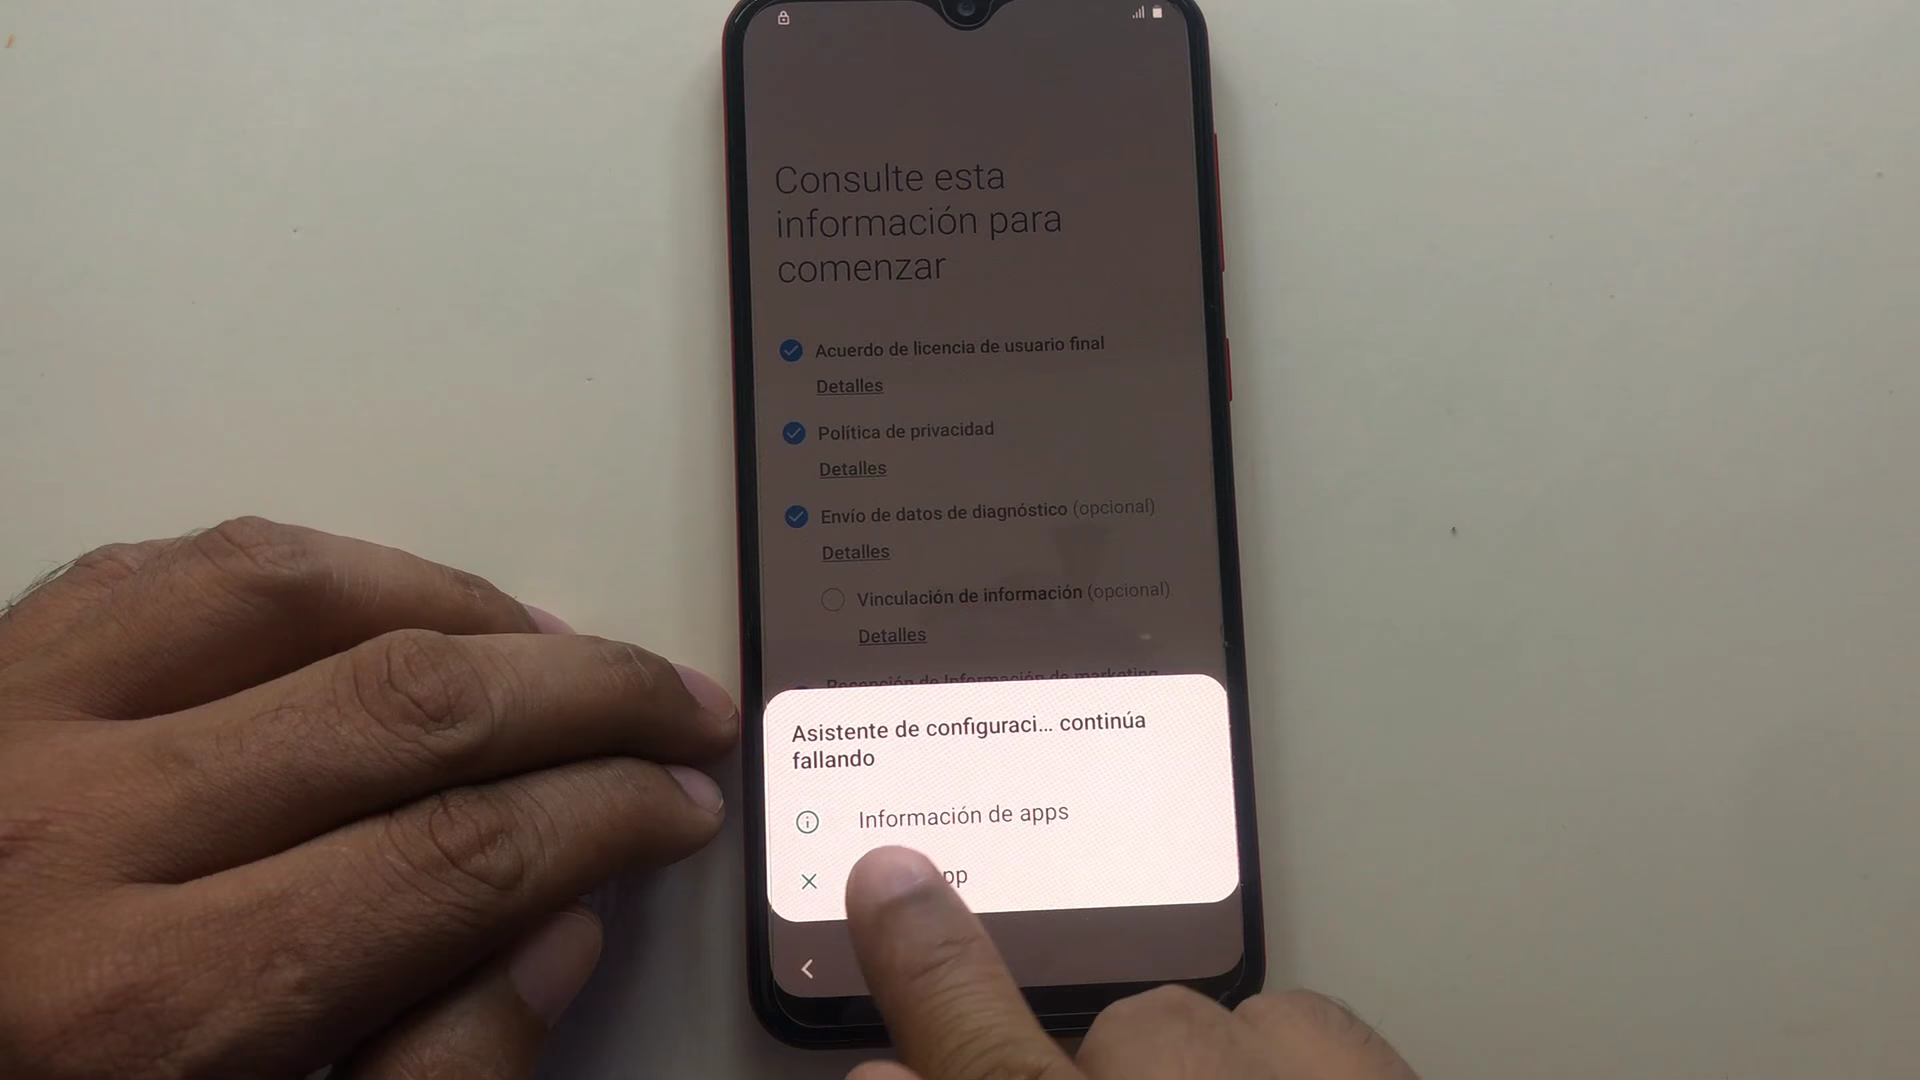 Consulte esta
información para
comenzar
Acuerdo de licencia de usuario final
Detalles
Política de privacidad
Detalles
Envío de datos de diagnóstico (opcional)
Detalles
Vinculación de información (opcional)
Detalles
Recepción de Información de marketing
Asistente de configuraci... continúa
fallando
Información de apps